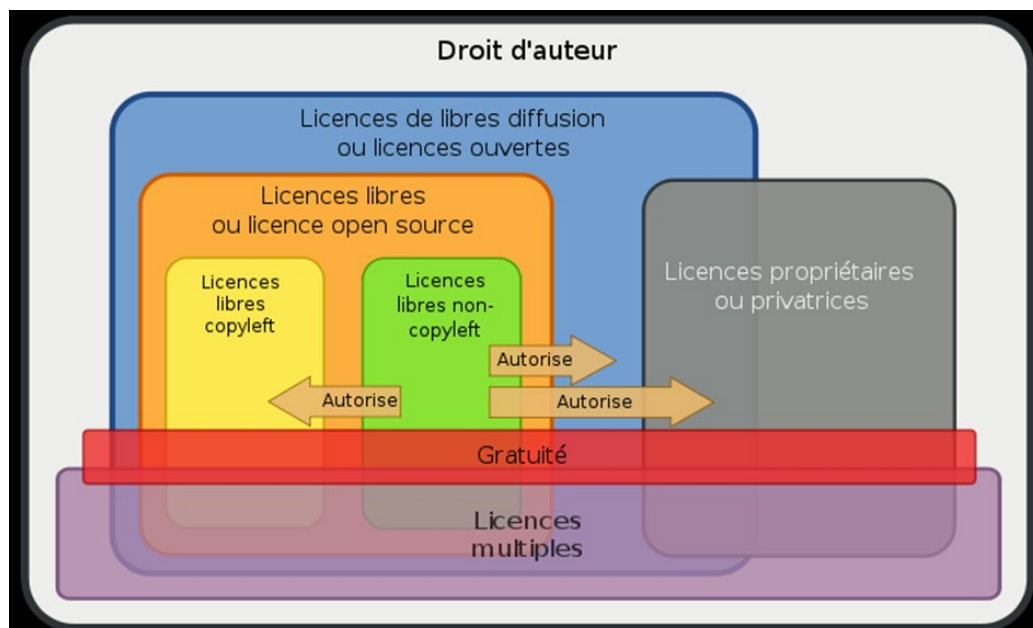 Droit d'auteur
Licences de libres diffusion
ou licences ouvertes
Licences libres
ou licence open source
Licences
libres
copyleft
Licences
libres non-
copyleft
Licences propriétaires
ou privatrices
Autorise
Autorise
Autorise
Gratuité
Licences
multiples